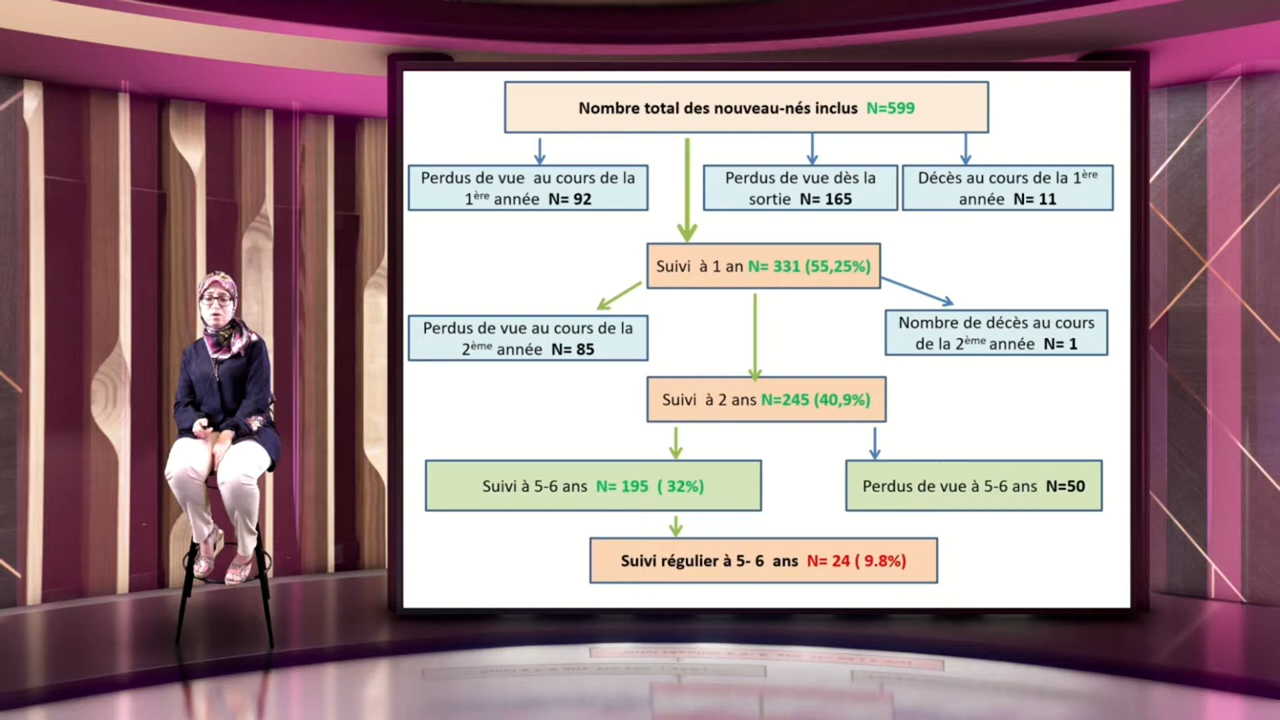 Nombre total des nouveau-nés inclus N=599
Perdus de vue au cours de la
1ère année N= 92
Perdus de vue dès la
sortie N= 165
Décès au cours de la 1ère
année N= 11
Suivi à 1 an N= 331 (55,25%)
Perdus de vue au cours de la
2ème année N= 85
Nombre de décès au cours
de la 2ème année N= 1
Suivi à 2 ans N=245 (40,9%)
Suivi à 5-6 ans N= 195 ( 32%)
Perdus de vue à 5-6 ans N=50
Suivi régulier à 5- 6 ans N= 24 ( 9.8%)